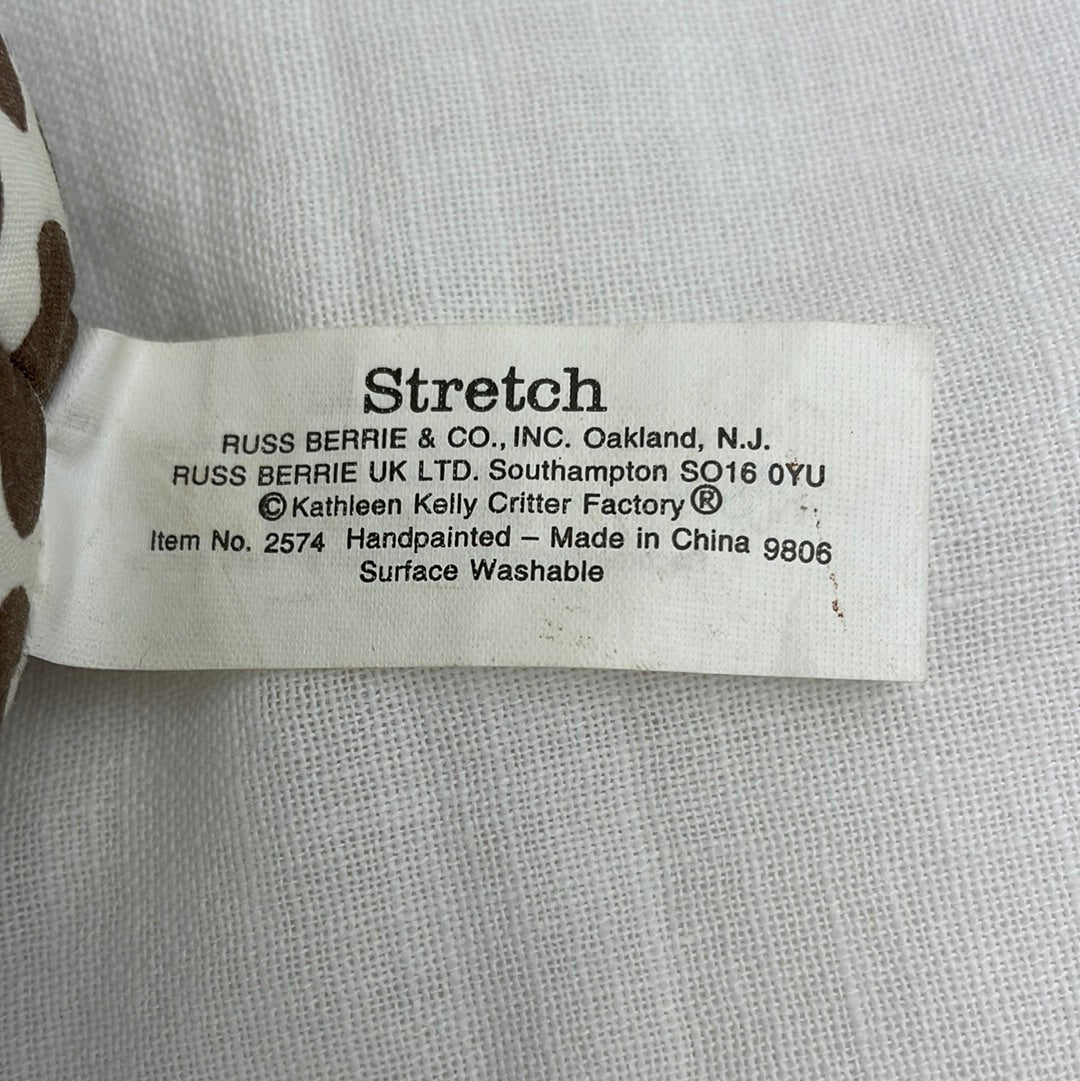 Stretch
RUSS BERRIE & CO., INC. Oakland, N.J.
RUSS BERRIE UK LTD. Southampton SO16 0YU
©Kathleen Kelly Critter Factory®
Item No. 2574 Handpainted – Made in China 9806
Surface Washable